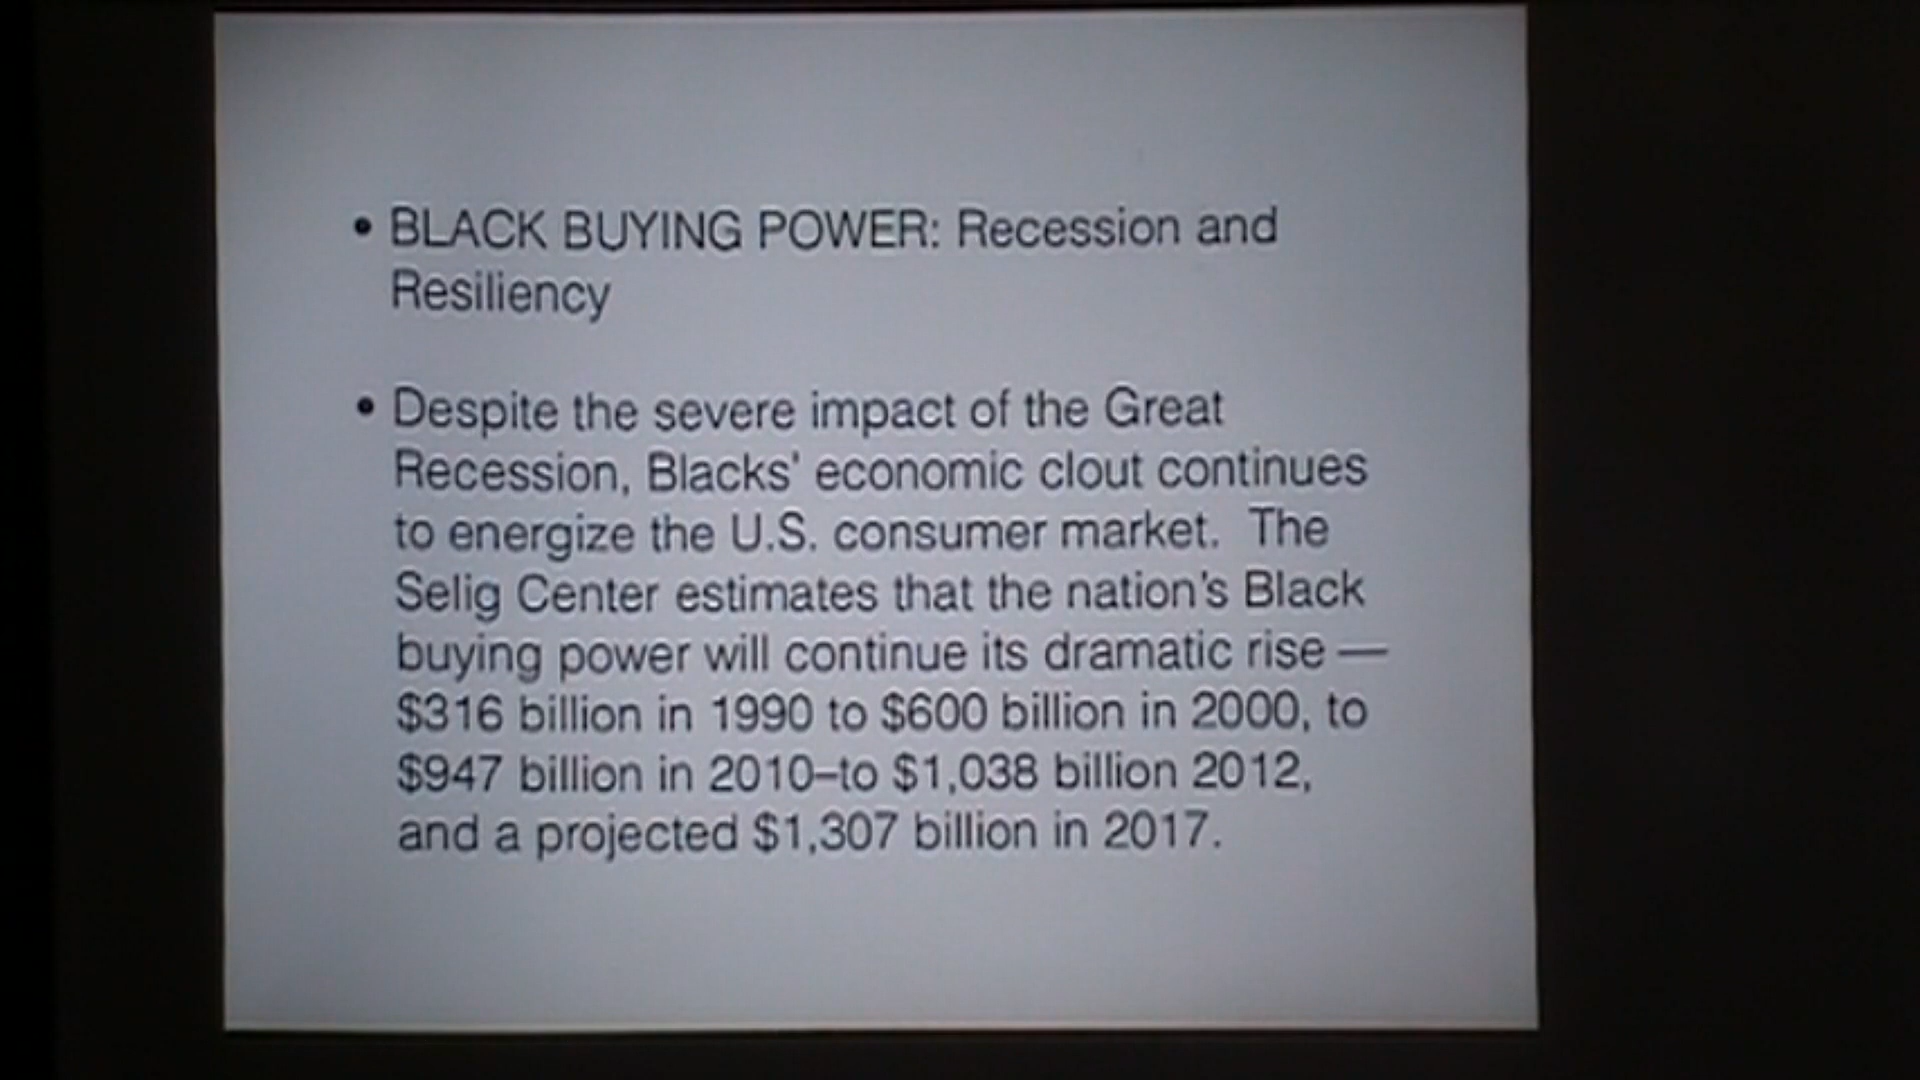 • BLACK BUYING POWER: Recession and
Resiliency
• Despite the severe impact of the Great
Recession, Blacks' economic clout continues
to energize the U.S. consumer market.  The
Selig Center estimates that the nation's Black
buying power will continue its dramatic rise —
$316 billion in 1990 to $600 billion in 2000, to
$947 billion in 2010–to $1,038 billion 2012,
and a projected $1,307 billion in 2017.